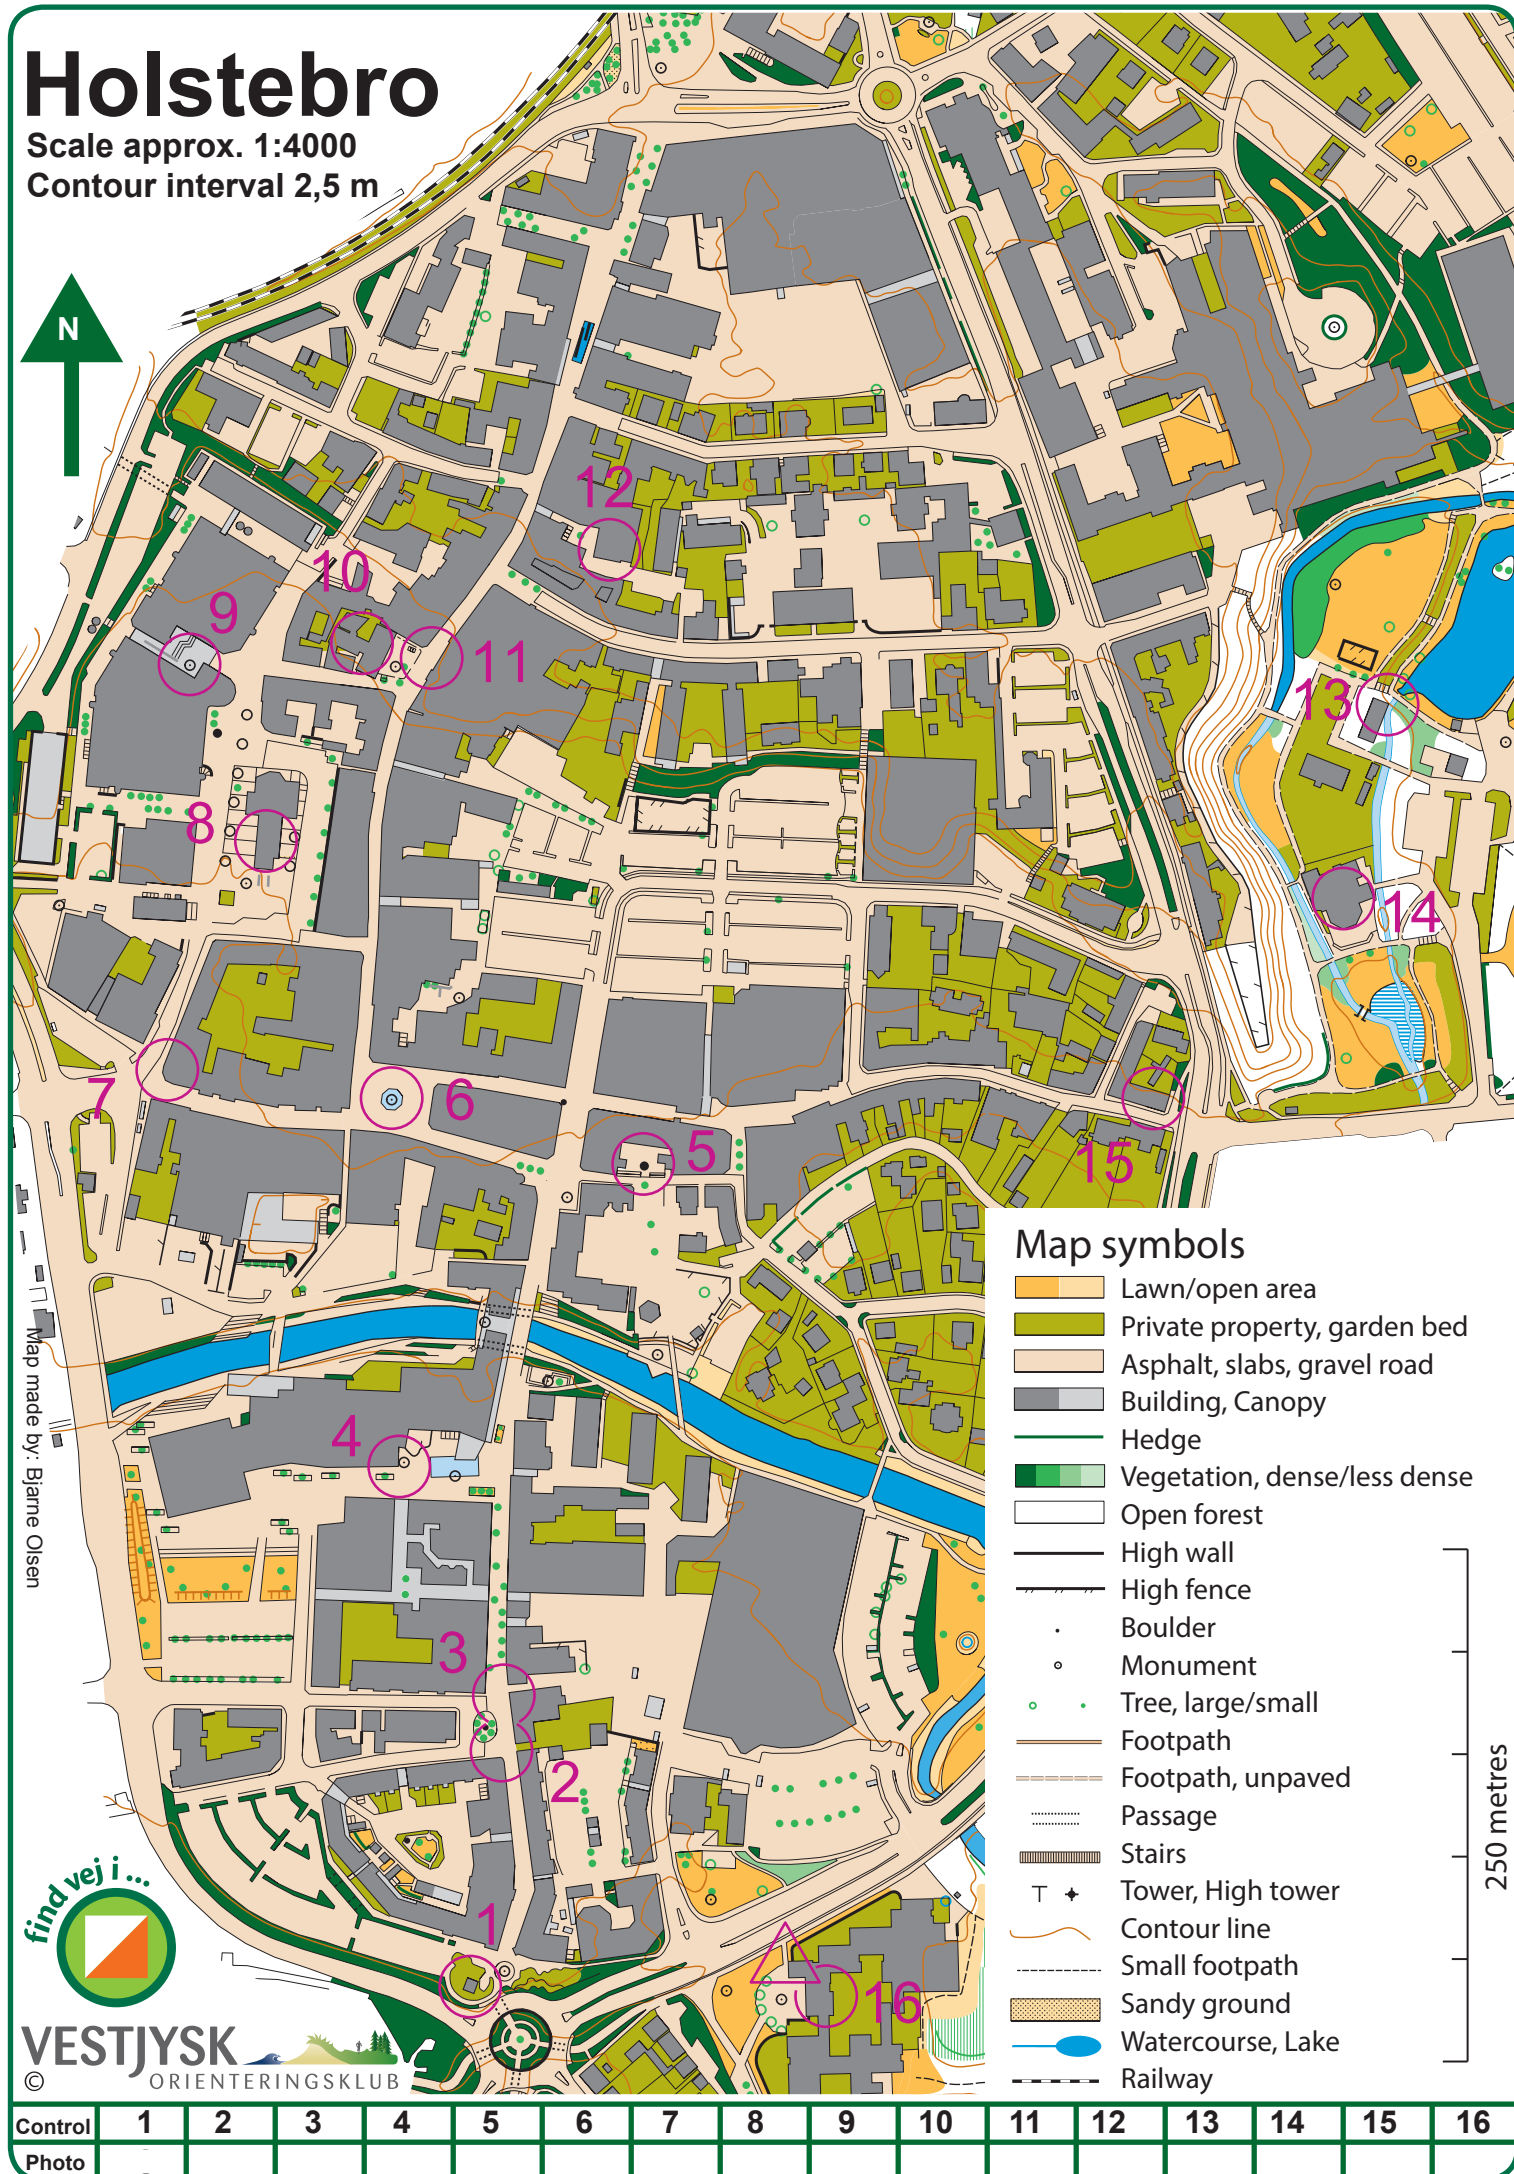 Holstebro
Scale approx. 1:4000
Contour interval 2,5 m
N
12
10
9
11
13
8
14
7
6
5
15
4
3
2
1
16
Map symbols
Lawn/open area
Private property, garden bed
Asphalt, slabs, gravel road
Building, Canopy
Hedge
Vegetation, dense/less dense
Open forest
High wall
High fence
Boulder
Monument
Tree, large/small
Footpath
Footpath, unpaved
Passage
Stairs
Tower, High tower
Contour line
Small footpath
Sandy ground
Watercourse, Lake
Railway
250 metres
Map made by: Bjarne Olsen
find vej i ...
VESTJYSK
© ORIENTERINGSKLUB
Control 1 2 3 4 5 6 7 8 9 10 11 12 13 14 15 16
Photo